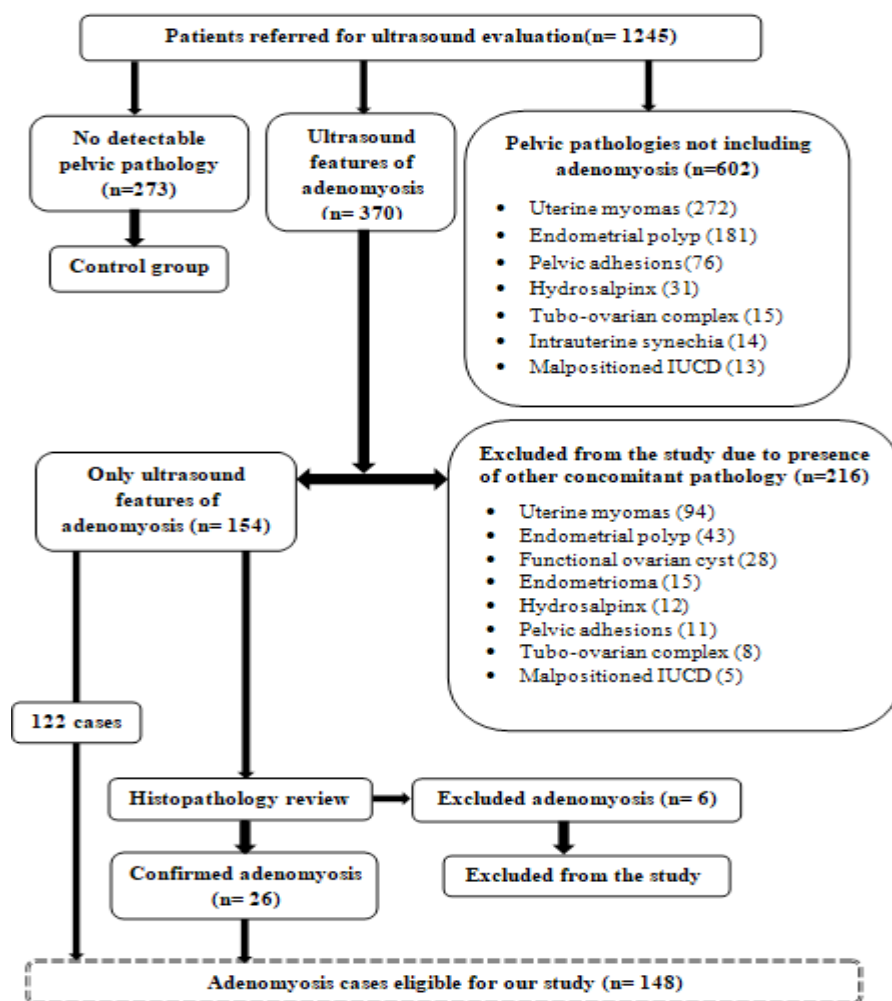 Patients referred for ultrasound evaluation(n= 1245)
No detectable
pelvic pathology
(n=273)
Control group
Ultrasound
features of
adenomyosis
(n= 370)
Pelvic pathologies not including
adenomyosis (n=602)
• Uterine myomas (272)
• Endometrial polyp (181)
• Pelvic adhesions(76)
• Hydrosalpinx (31)
• Tubo-ovarian complex (15)
• Intrauterine synechia (14)
• Malpositioned IUCD (13)
Only ultrasound
features of
adenomyosis (n= 154)
Excluded from the study due to presence
of other concomitant pathology (n=216)
• Uterine myomas (94)
• Endometrial polyp (43)
• Functional ovarian cyst (28)
• Endometrioma (15)
• Hydrosalpinx (12)
• Pelvic adhesions (11)
• Tubo-ovarian complex (8)
• Malpositioned IUCD (5)
122 cases
Histopathology review
Excluded adenomyosis (n= 6)
Confirmed adenomyosis
(n= 26)
Excluded from the study
Adenomyosis cases eligible for our study (n= 148)